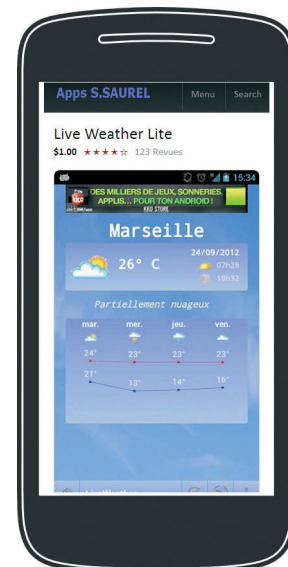 Apps S.SAUREL Menu Search
Live Weather Lite
$1.00 ★★★★☆ 123 Revues
15:34
DES MILLIERS DE JEUX, SONNERIES,
APPLIS... POUR TON ANDROID !
KKO STORE
Marseille
24/09/2012
26° C
07h28
19h32
Partiellement nuageux
mar. mer. jeu. ven.
24° 23° 23° 23°
21° 13° 14° 16°